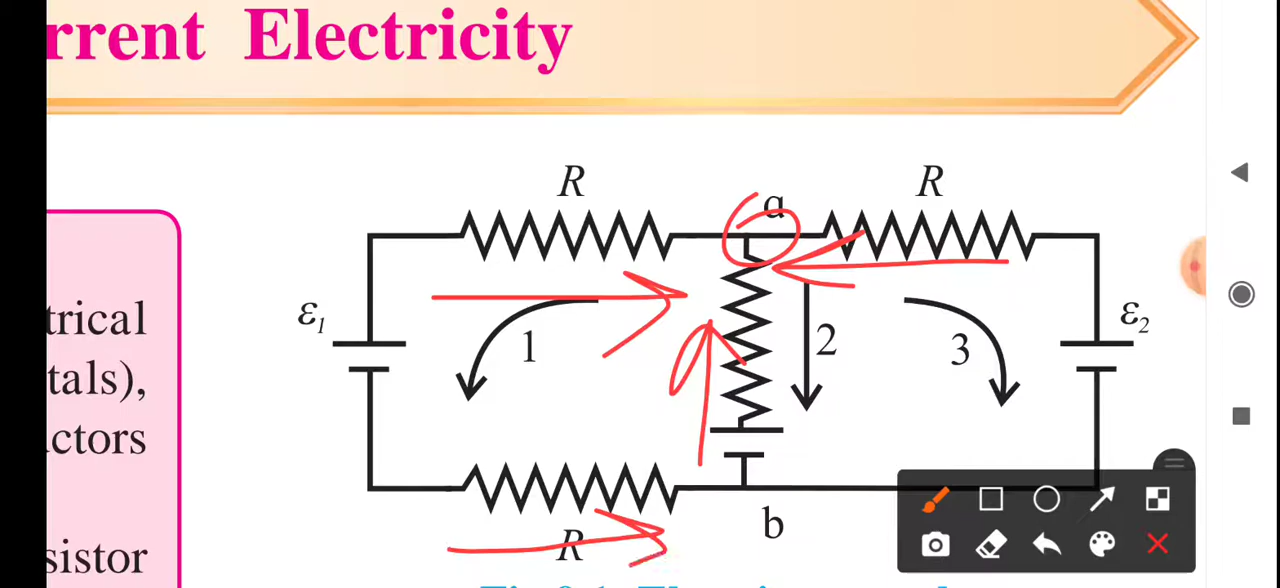 rrent Electricity
R
R
a
ε1
1
2
3
ε2
trical
tals),
ctors
b
R
sistor